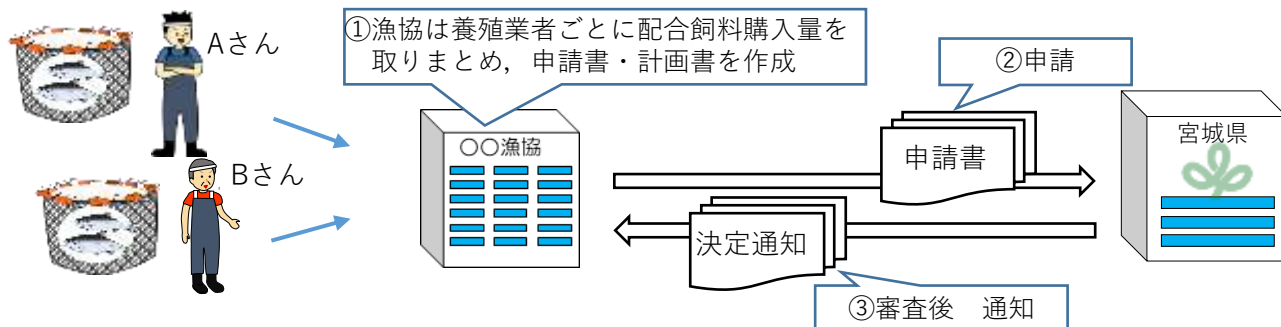 Aさん
Bさん
①漁協は養殖業者ごとに配合飼料購入量を
取りまとめ，申請書・計画書を作成
〇〇漁協
②申請
申請書
宮城県
決定通知
③審査後　通知